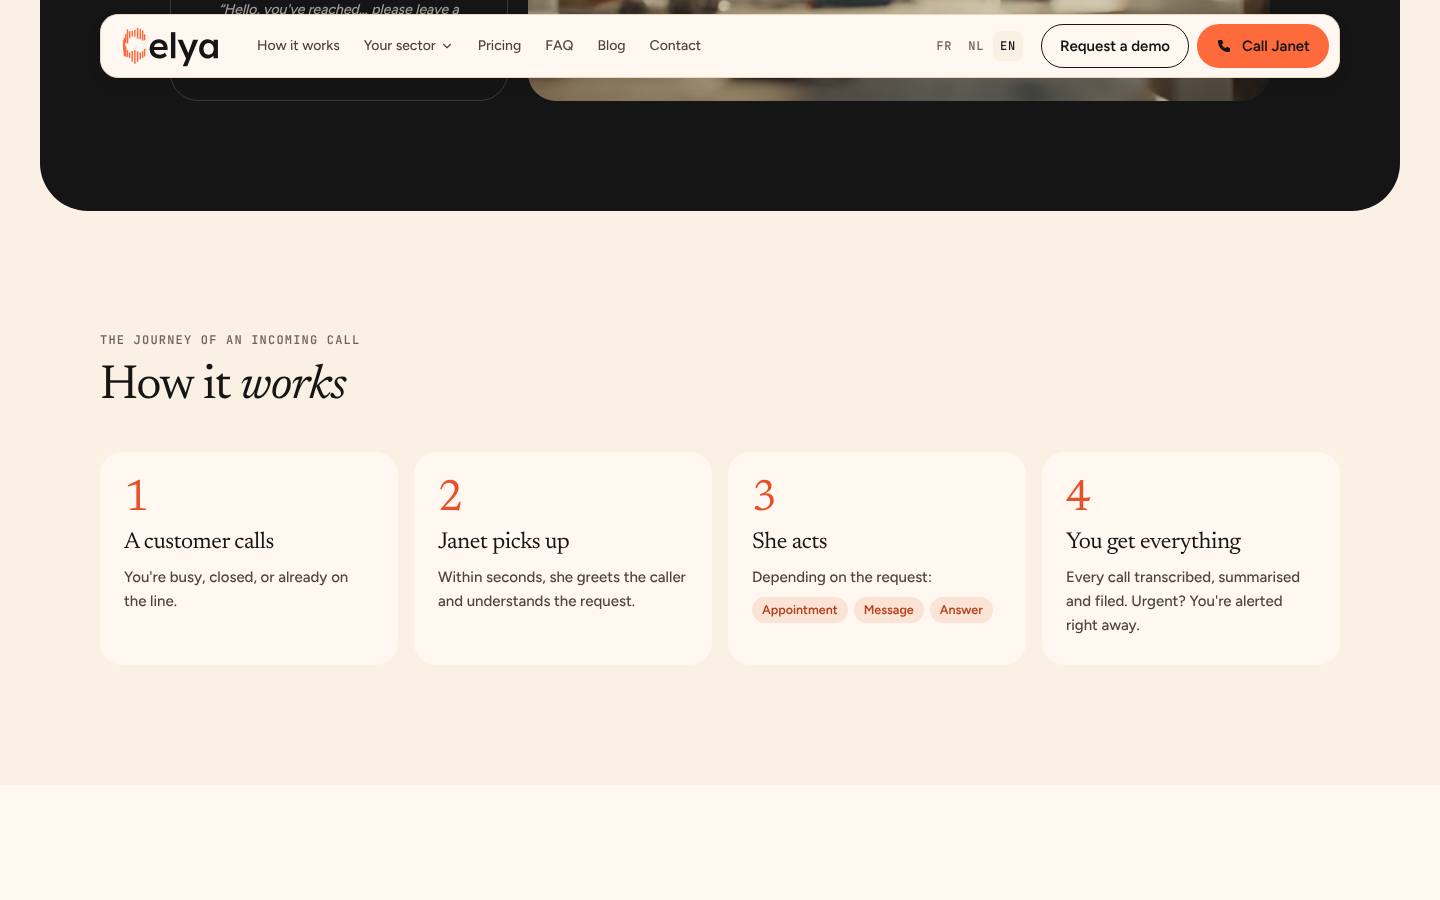 “Hello, you've reached... please leave a
Celya
How it works
Your sector
Pricing
FAQ
Blog
Contact
FR
NL
EN
Request a demo
Call Janet
THE JOURNEY OF AN INCOMING CALL
How it works
1
A customer calls
You're busy, closed, or already on
the line.
2
Janet picks up
Within seconds, she greets the caller
and understands the request.
3
She acts
Depending on the request:
Appointment
Message
Answer
4
You get everything
Every call transcribed, summarised
and filed. Urgent? You're alerted
right away.